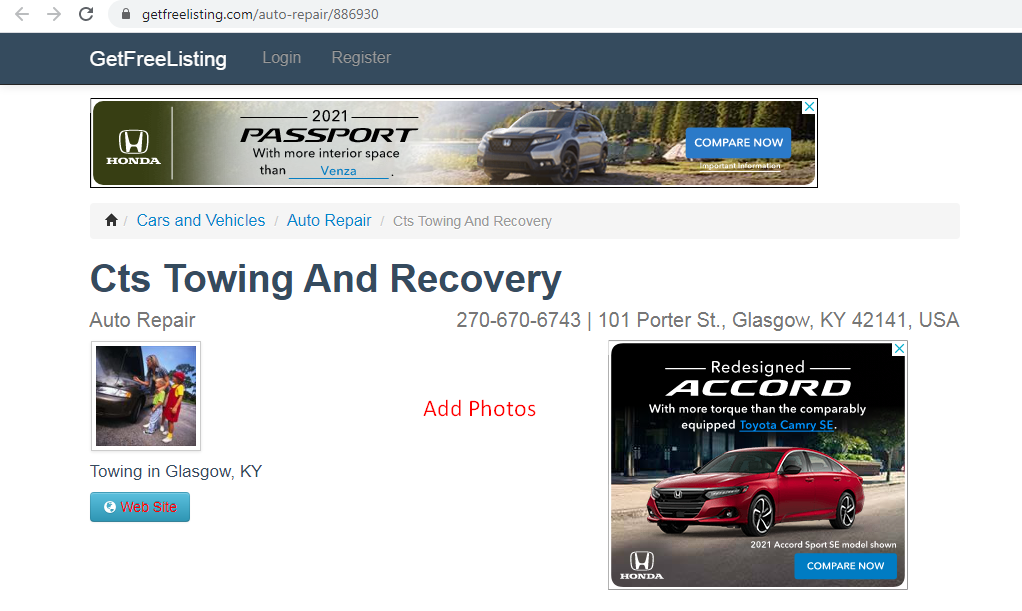 getfreelisting.com/auto-repair/886930
GetFreeListing Login Register
2021
PASSPORT
With more interior space
than Venza .
HONDA
COMPARE NOW
Important Information
/ Cars and Vehicles / Auto Repair / Cts Towing And Recovery
Cts Towing And Recovery
Auto Repair 270-670-6743 | 101 Porter St., Glasgow, KY 42141, USA
Add Photos
Towing in Glasgow, KY
Web Site
Redesigned
ACCORD
With more torque than the comparably
equipped Toyota Camry SE.
2021 Accord Sport SE model shown
HONDA
COMPARE NOW